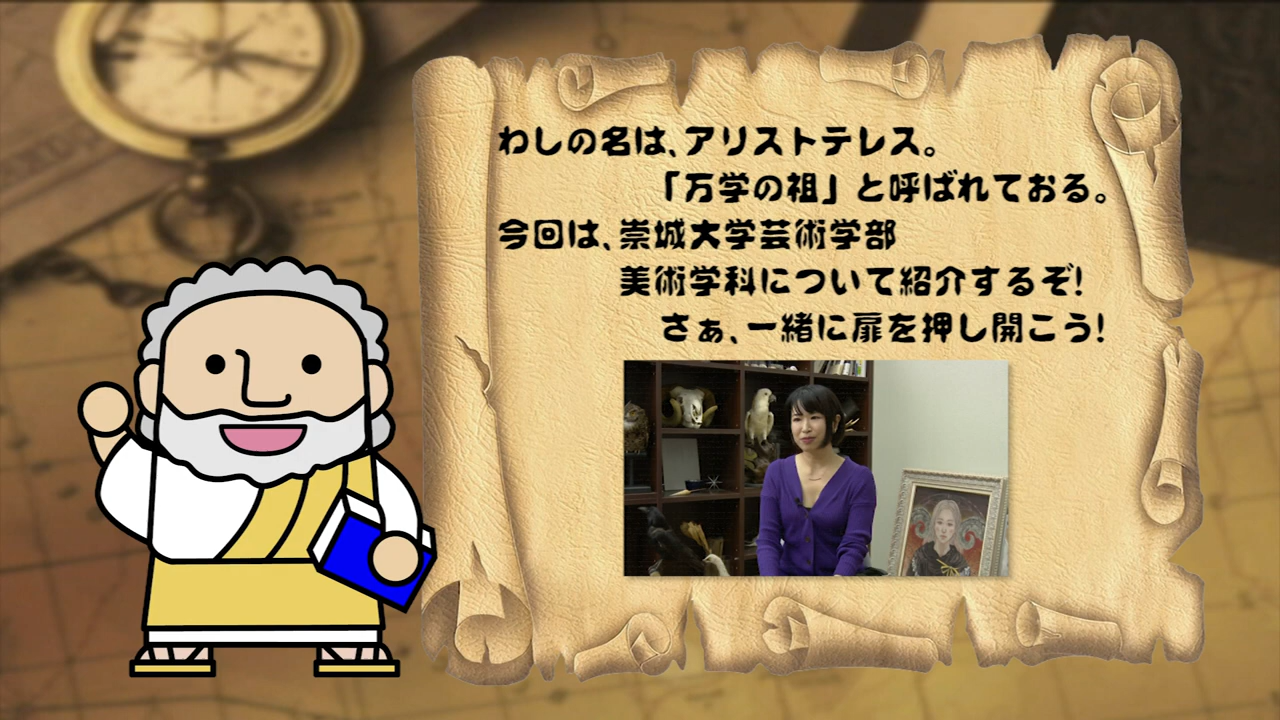 わしの名は、アリストテレス。
「万学の祖」と呼ばれておる。
今回は、崇城大学芸術学部
美術学科について紹介するぞ!
さぁ、一緒に扉を押し開こう!